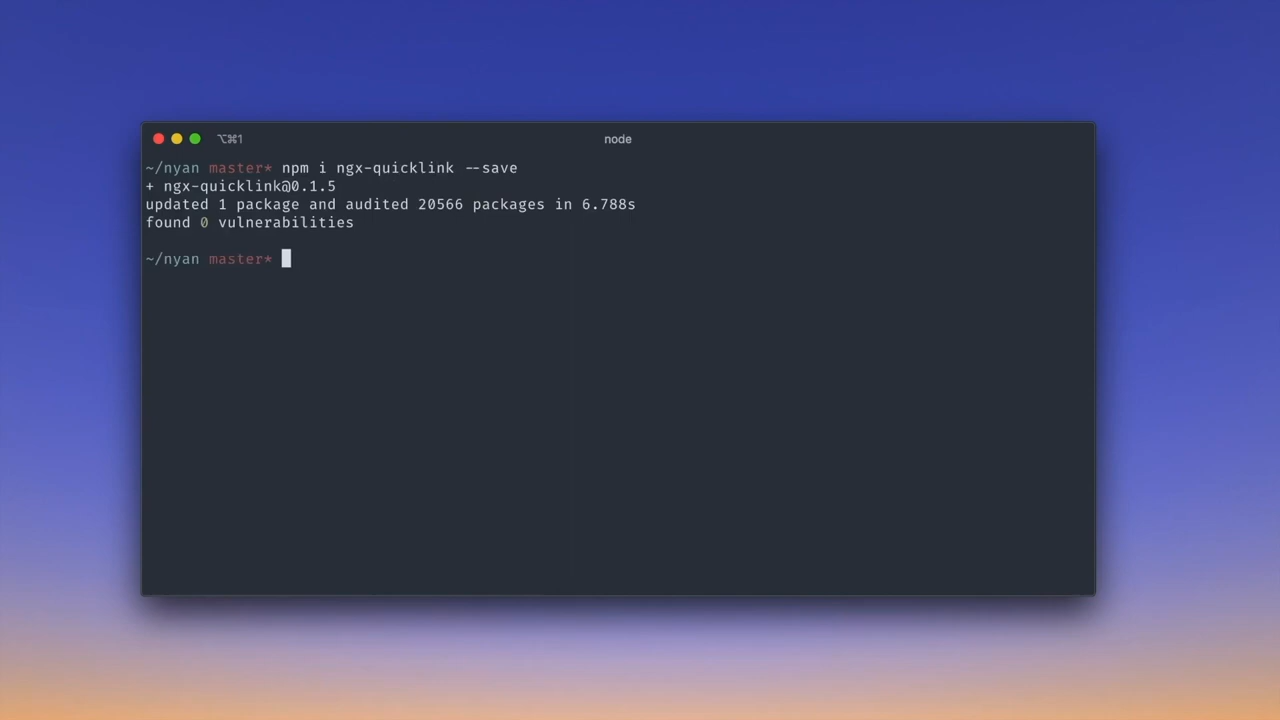 ⌥⌘1 node
~/nyan master* npm i ngx-quicklink --save
+ ngx-quicklink@0.1.5
updated 1 package and audited 20566 packages in 6.788s
found 0 vulnerabilities
~/nyan master*